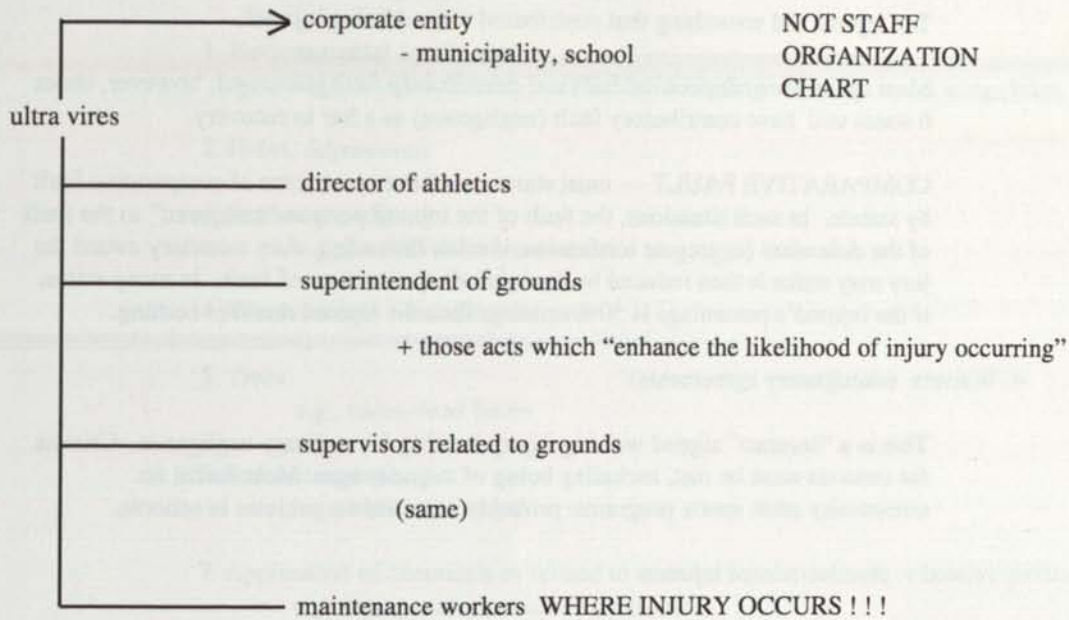 corporate entity NOT STAFF
- municipality, school ORGANIZATION
CHART
ultra vires
director of athletics
superintendent of grounds
+ those acts which “enhance the likelihood of injury occurring”
supervisors related to grounds
(same)
maintenance workers WHERE INJURY OCCURS ! ! !